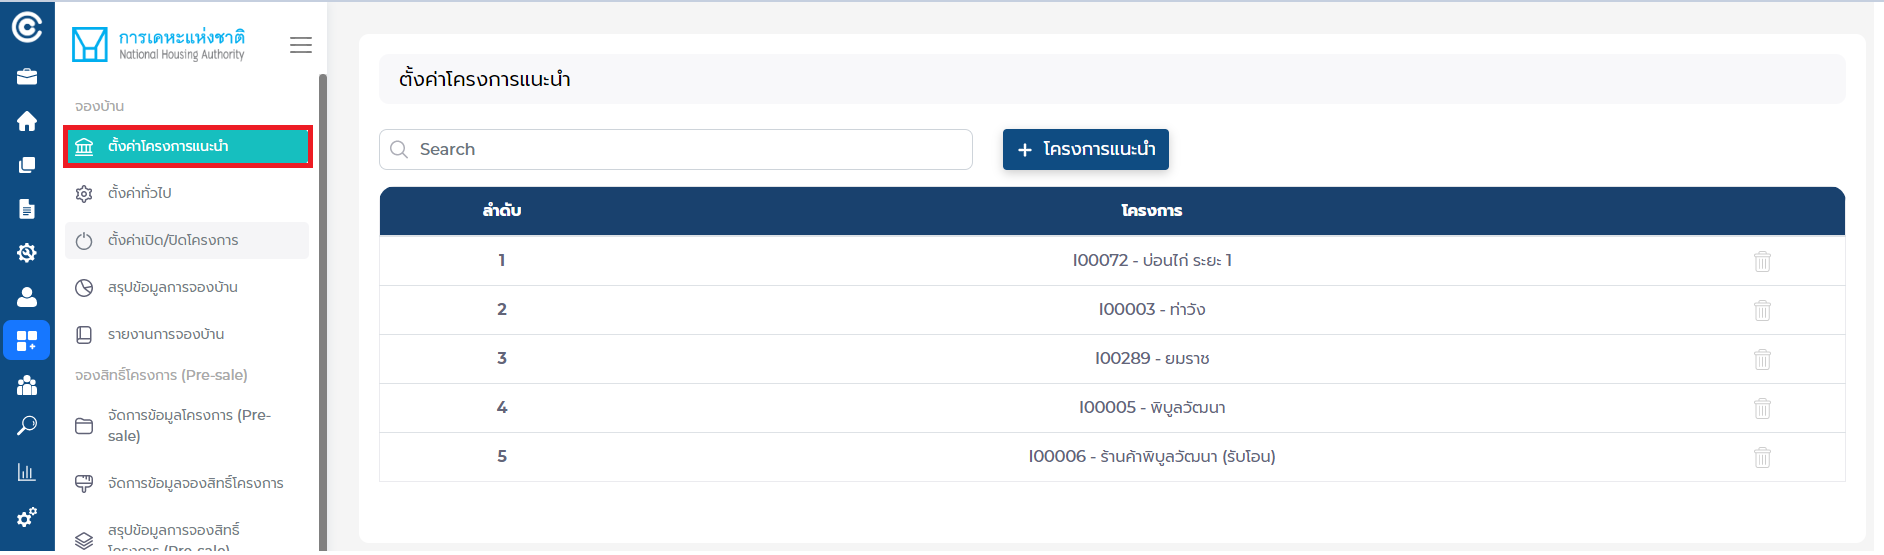 การเคหะแห่งชาติ
National Housing Authority
จองบ้าน
ตั้งค่าโครงการแนะนำ
ตั้งค่าทั่วไป
ตั้งค่าเปิด/ปิดโครงการ
สรุปข้อมูลการจองบ้าน
รายงานการจองบ้าน
จองสิทธิ์โครงการ (Pre-sale)
จัดการข้อมูลโครงการ (Pre-
sale)
จัดการข้อมูลจองสิทธิ์โครงการ
สรุปข้อมูลการจองสิทธิ์
โครงการ (Pre-sale)
ตั้งค่าโครงการแนะนำ
Search
+ โครงการแนะนำ
ลำดับ โครงการ
1 I00072 - บ่อนไก่ ระยะ 1
2 I00003 - ท่าวัง
3 I00289 - ยมราช
4 I00005 - พิบูลวัฒนา
5 I00006 - ร้านค้าพิบูลวัฒนา (รับโอน)